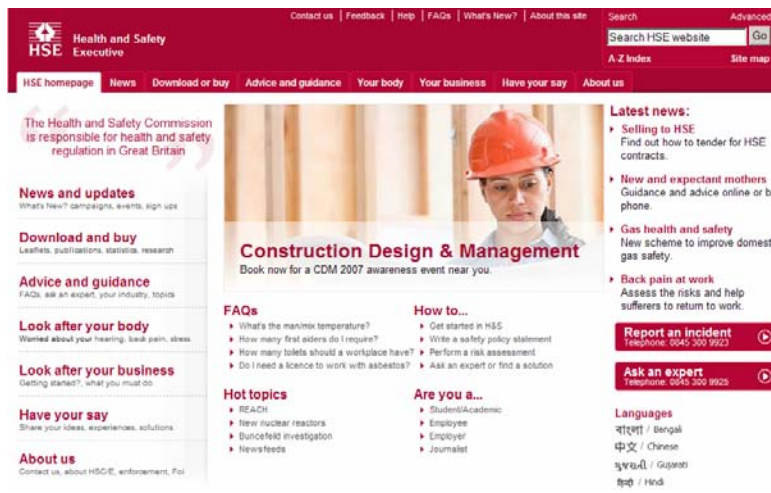 Contact us | Feedback | Help | FAQs | What's New? | About this site
Search
Advanced
HSE
Health and Safety
Executive
Search HSE website
Go
A-Z Index
Site map
HSE homepage
News
Download or buy
Advice and guidance
Your body
Your business
Have your say
About us
The Health and Safety Commission
is responsible for health and safety
regulation in Great Britain
News and updates
What's New? campaigns, events, sign ups
Download and buy
Leaflets, publications, statistics, research
Advice and guidance
FAQs, ask an expert, your industry, topics
Look after your body
Worried about your hearing, back pain, stress
Look after your business
Getting started?, what you must do
Have your say
Share your ideas, experiences, solutions
About us
Contact us, about HSC/E, enforcement, FoI
Construction Design & Management
Book now for a CDM 2007 awareness event near you.
FAQs
What's the man/mix temperature?
How many first aiders do I require?
How many toilets should a workplace have?
Do I need a licence to work with asbestos?
How to...
Get started in H&S
Write a safety policy statement
Perform a risk assessment
Ask an expert or find a solution
Hot topics
REACH
New nuclear reactors
Buncefield investigation
Newsfeeds
Are you a...
Student/Academic
Employee
Employer
Journalist
Latest news:
Selling to HSE
Find out how to tender for HSE
contracts.
New and expectant mothers
Guidance and advice online or b
phone.
Gas health and safety
New scheme to improve domest
gas safety.
Back pain at work
Assess the risks and help
sufferers to return to work.
Report an incident
Telephone: 0845 300 9923
Ask an expert
Telephone: 0845 300 9925
Languages
বাংলা / Bengali
中文 / Chinese
ગુજરાતી / Gujarati
हिन्दी / Hindi